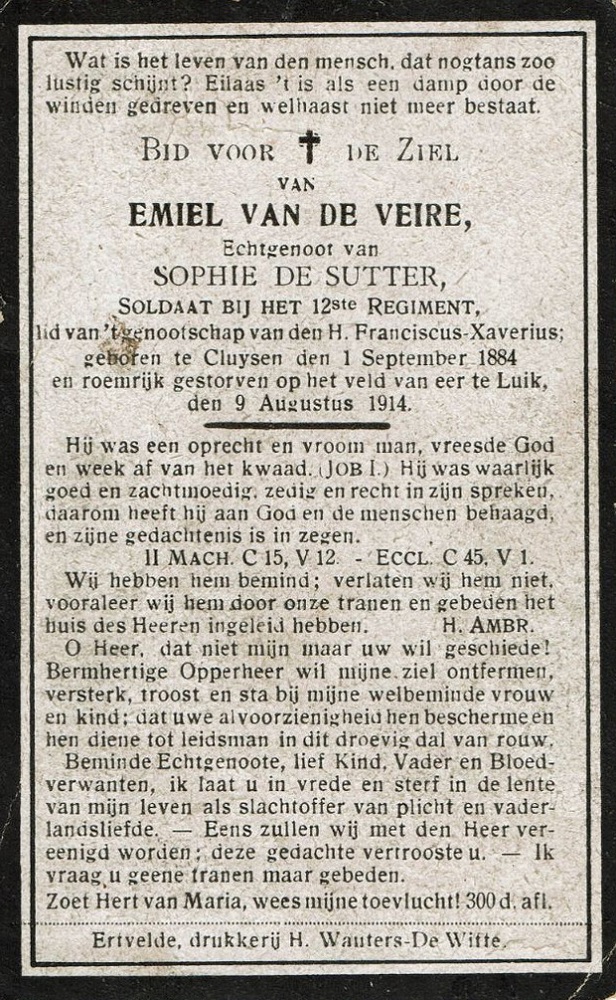 Wat is het leven van den mensch, dat nogtans zoo
lustig schijnt? Eilaas 't is als een damp door de
winden gedreven en welhaast niet meer bestaat.
BID VOOR ✝ DE ZIEL
VAN
EMIEL VAN DE VEIRE,
Echtgenoot van
SOPHIE DE SUTTER,
SOLDAAT BIJ HET 12ste REGIMENT,
lid van 't genootschap van den H. Franciscus-Xaverius;
geboren te Cluysen den 1 September 1884
en roemrijk gestorven op het veld van eer te Luik,
den 9 Augustus 1914.
Hij was een oprecht en vroom man, vreesde God
en week af van het kwaad. (JOB I.) Hij was waarlijk
goed en zachtmoedig, zedig en recht in zijn spreken,
daarom heeft hij aan God en de menschen behaagd,
en zijne gedachtenis is in zegen.
II MACH. C 15, V 12. - ECCL. C 45, V 1.
Wij hebben hem bemind; verlaten wij hem niet,
vooraleer wij hem door onze tranen en gebeden het
huis des Heeren ingeleid hebben. H. AMBR.
O Heer, dat niet mijn maar uw wil geschiede!
Bermhertige Opperheer wil mijne ziel ontfermen,
versterk, troost en sta bij mijne welbeminde vrouw
en kind; dat uwe alvoorzienigheid hen bescherme en
hen diene tot leidsman in dit droevig dal van rouw.
Beminde Echtgenoote, lief Kind, Vader en Bloed-
verwanten, ik laat u in vrede en sterf in de lente
van mijn leven als slachtoffer van plicht en vader-
landsliefde. — Eens zullen wij met den Heer ver-
eenigd worden; deze gedachte vertrooste u. — Ik
vraag u geene tranen maar gebeden.
Zoet Hert van Maria, wees mijne toevlucht! 300 d. afl.
Ertvelde, drukkerij H. Wauters-De Witte.